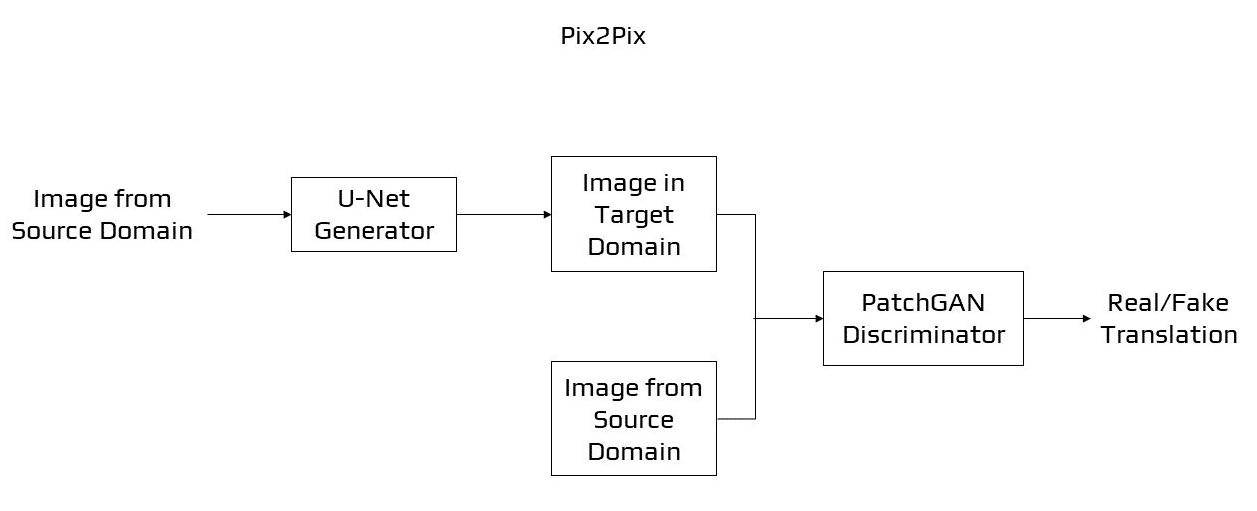 Pix2Pix
Image from
Source Domain
U-Net
Generator
Image in
Target
Domain
Image from
Source
Domain
PatchGAN
Discriminator
Real/Fake
Translation